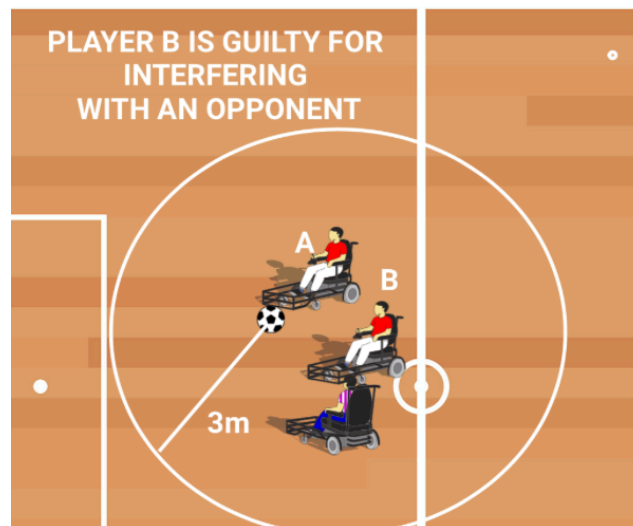 PLAYER B IS GUILTY FOR
INTERFERING
WITH AN OPPONENT
A
B
3m